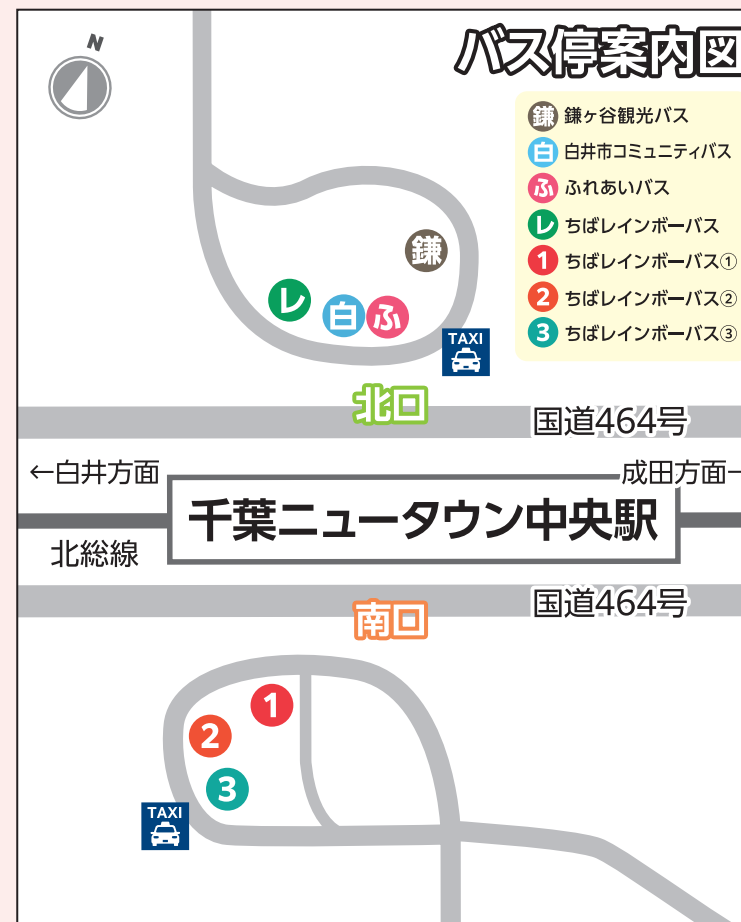 N
バス停案内図
鎌 鎌ヶ谷観光バス
白 白井市コミュニティバス
ふ ふれあいバス
レ ちばレインボーバス
1 ちばレインボーバス①
2 ちばレインボーバス②
3 ちばレインボーバス③
鎌
レ
白
ふ
TAXI
北口
国道464号
←白井方面
成田方面→
千葉ニュータウン中央駅
北総線
国道464号
南口
1
2
3
TAXI